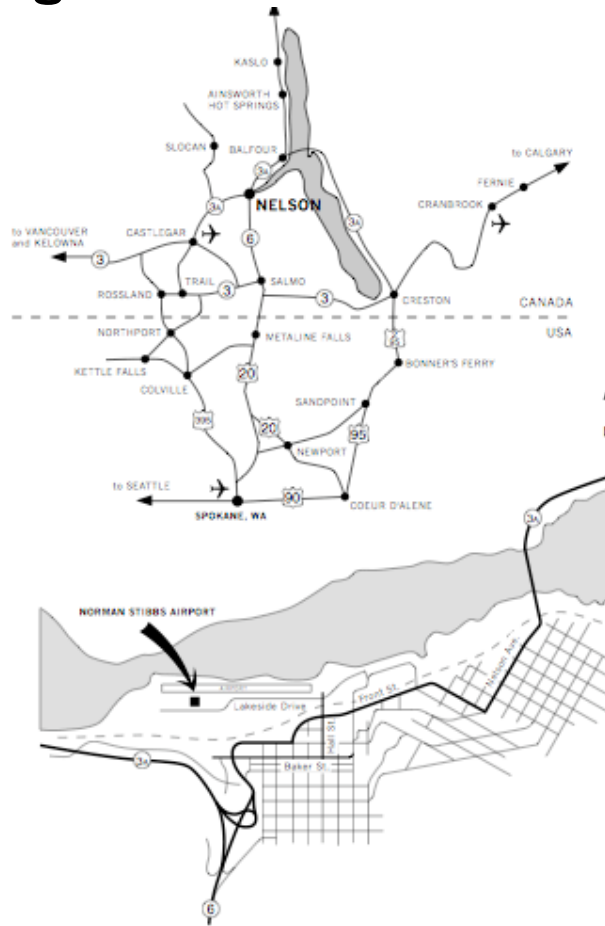 g
KASLO
AINSWORTH
HOT SPRINGS
SLOCAN
BALFOUR
3A
to CALGARY
FERNIE
CRANBROOK
3A
NELSON
3A
to VANCOUVER
and KELOWNA
CASTLEGAR
6
3
TRAIL
SALMO
ROSSLAND
3
3
CRESTON
CANADA
NORTHPORT
METALINE FALLS
USA
KETTLE FALLS
BONNER'S FERRY
COLVILLE
20
SANDPOINT
395
20
95
NEWPORT
to SEATTLE
90
COEUR D'ALENE
SPOKANE, WA
3A
NORMAN STIBBS AIRPORT
AIRPORT
Nelson Ave.
Front St.
Lakeside Drive
Hall St.
3A
Baker St.
6